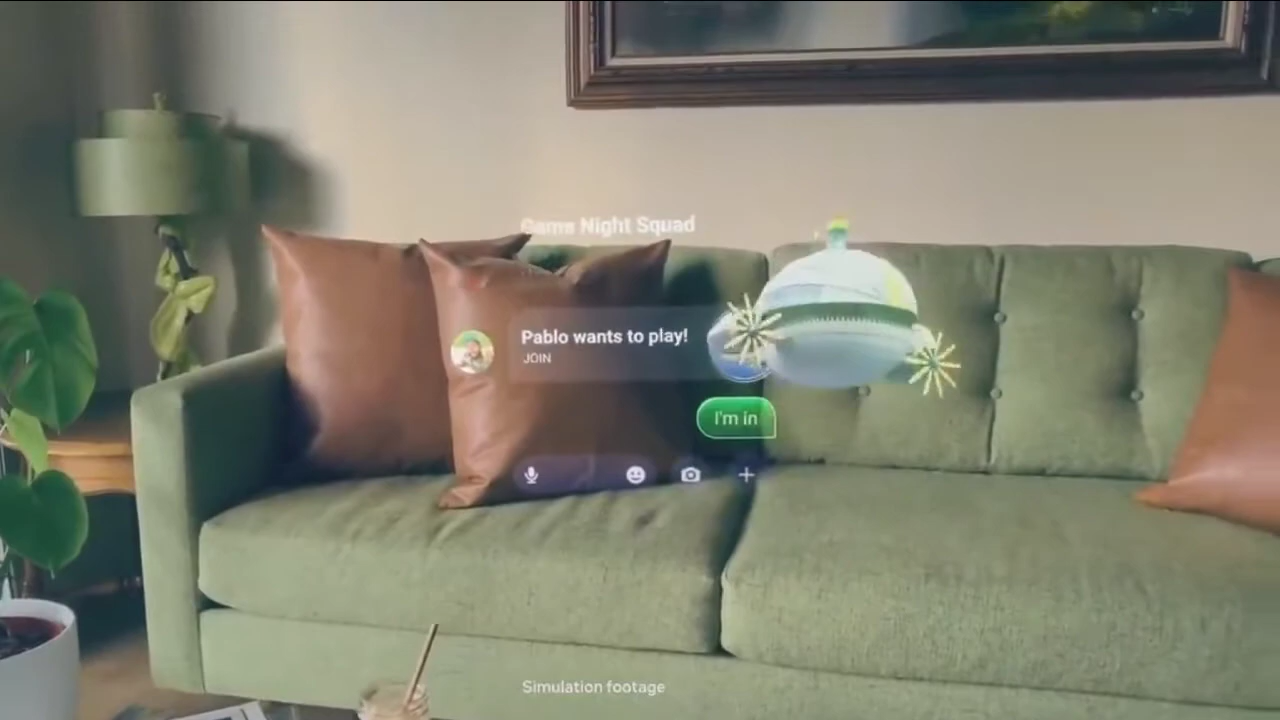 Game Night Squad
Pablo wants to play!
JOIN
I'm in
Simulation footage